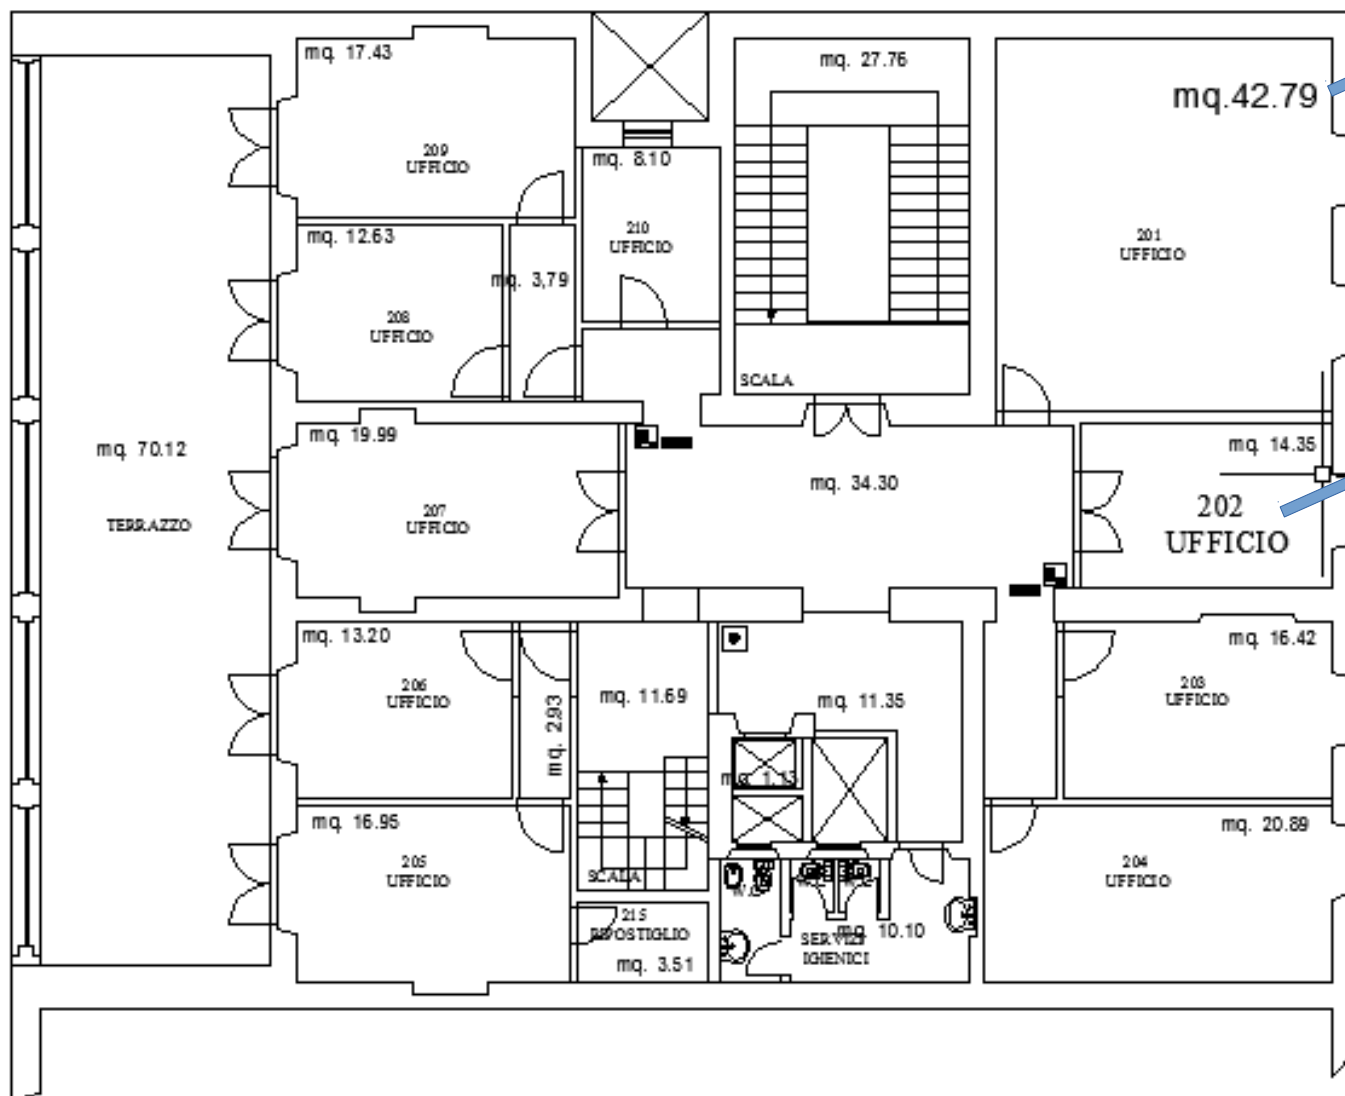 mq. 17.43
mq. 27.76
mq.42.79
209
UFFICIO
mq. 8.10
mq. 12.63
210
UFFICIO
201
UFFICIO
mq. 3,79
208
UFFICIO
SCALA
mq. 19.99
mq. 14.35
mq. 70.12
TERRAZZO
207
UFFICIO
mq. 34.30
202
UFFICIO
mq. 13.20
mq. 16.42
206
UFFICIO
mq. 11.69
mq. 11.35
203
UFFICIO
mq. 2.93
mq. 1.13
mq. 16.95
mq. 20.89
205
UFFICIO
SCALA
W.C
W.C
W.C
204
UFFICIO
215
RIPOSTIGLIO
mq. 3.51
SERVIZI
IGIENICI
mq. 10.10